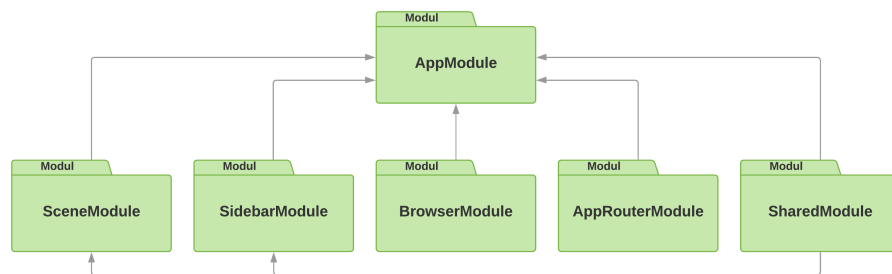 Modul
AppModule
Modul
Modul
Modul
Modul
Modul
SceneModule
SidebarModule
BrowserModule
AppRouterModule
SharedModule